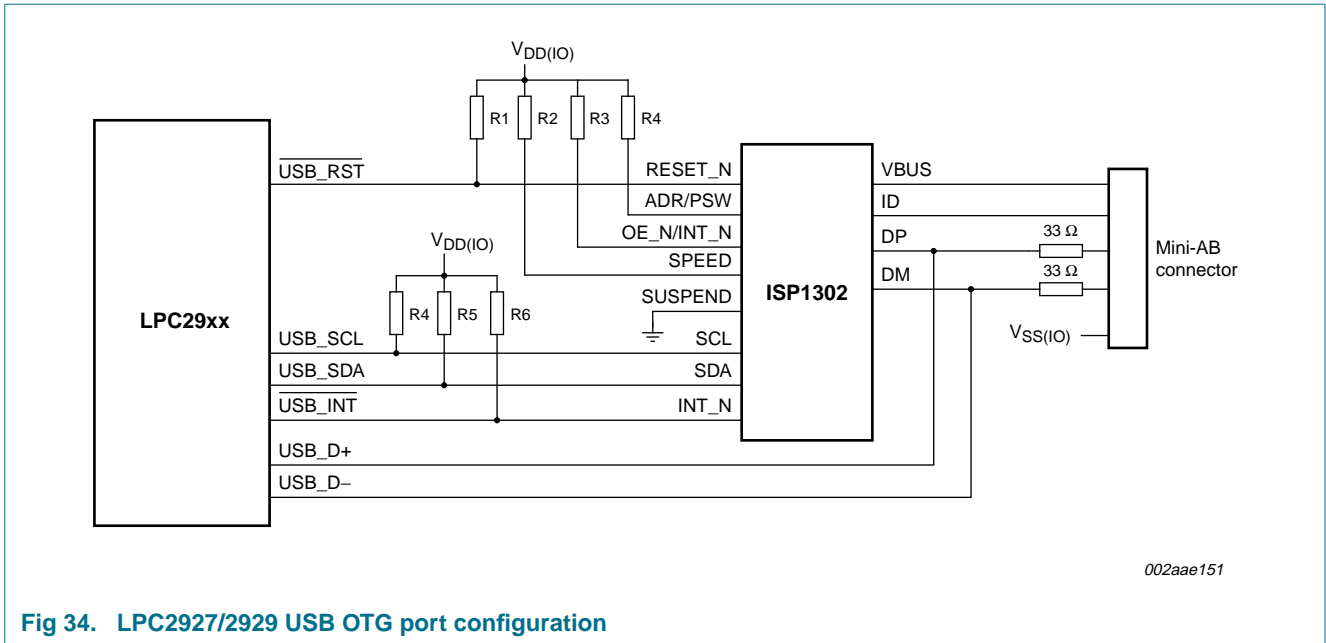 VDD(IO)
R1 R2 R3 R4
USB_RST RESET_N VBUS
ADR/PSW ID
OE_N/INT_N DP 33 Ω
VDD(IO) SPEED DM 33 Ω
Mini-AB
connector
LPC29xx
R4 R5 R6
SUSPEND
ISP1302
VSS(IO)
USB_SCL SCL
USB_SDA SDA
USB_INT INT_N
USB_D+
USB_D−
002aae151
Fig 34. LPC2927/2929 USB OTG port configuration